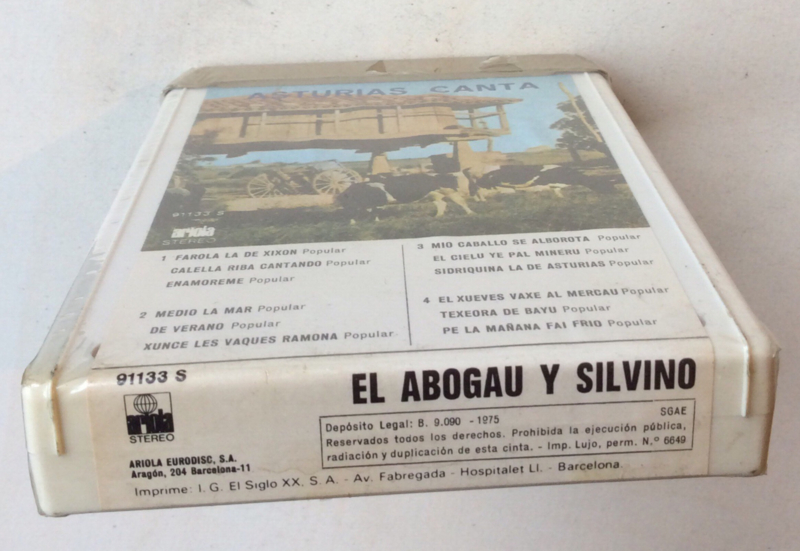 ASTURIAS CANTA
91133 S
ariola
STEREO
1 FAROLA LA DE XIXON Popular
CALELLA RIBA CANTANDO Popular
ENAMOREME Popular
2 MEDIO LA MAR Popular
DE VERANO Popular
XUNCE LES VAQUES RAMONA Popular
3 MIO CABALLO SE ALBOROTA Popular
EL CIELU YE PAL MINERU Popular
SIDRIQUINA LA DE ASTURIAS Popular
4 EL XUEVES VAXE AL MERCAU Popular
TEXEORA DE BAYU Popular
PE LA MAÑANA FAI FRIO Popular
91133 S
ariola
STEREO
ARIOLA EURODISC, S.A.
Aragón, 204 Barcelona-11
EL ABOGAU Y SILVINO
Depósito Legal: B. 9.090 - 1975 SGAE
Reservados todos los derechos. Prohibida la ejecución pública,
radiación y duplicación de esta cinta. - Imp. Lujo, perm. N.º 6649
Imprime: I. G. El Siglo XX, S. A. - Av. Fabregada - Hospitalet Ll. - Barcelona